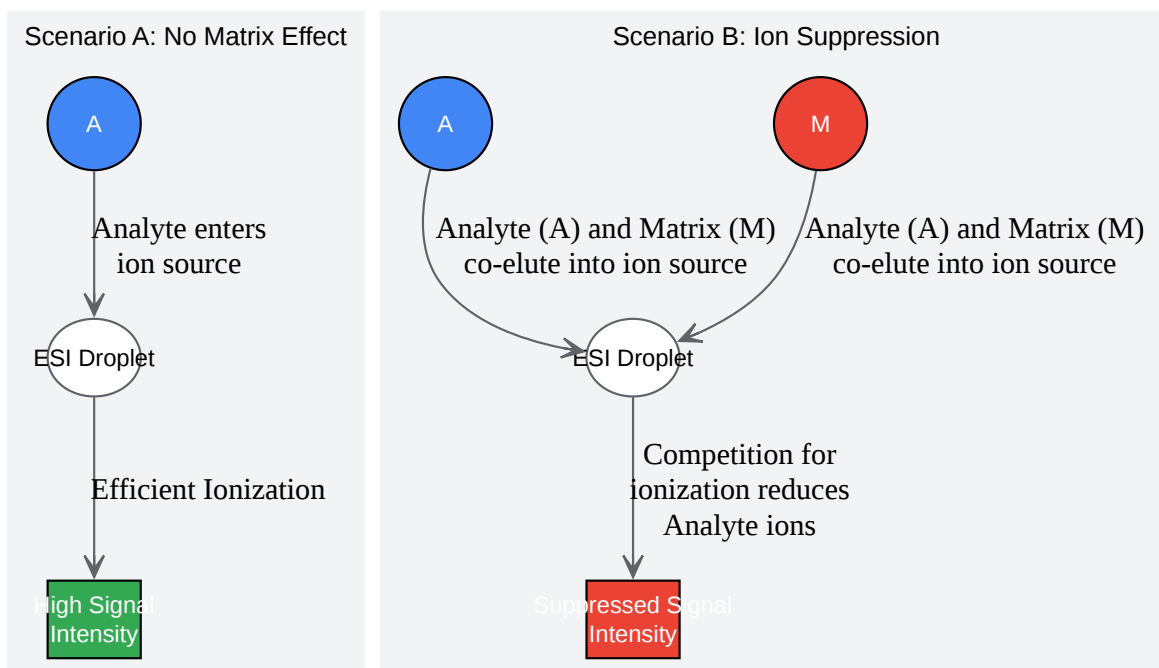 Scenario A: No Matrix Effect
A
Analyte enters
ion source
ESI Droplet
Efficient Ionization
High Signal
Intensity
Scenario B: Ion Suppression
A
M
Analyte (A) and Matrix (M)
co-elute into ion source
Analyte (A) and Matrix (M)
co-elute into ion source
ESI Droplet
Competition for
ionization reduces
Analyte ions
Suppressed Signal
Intensity